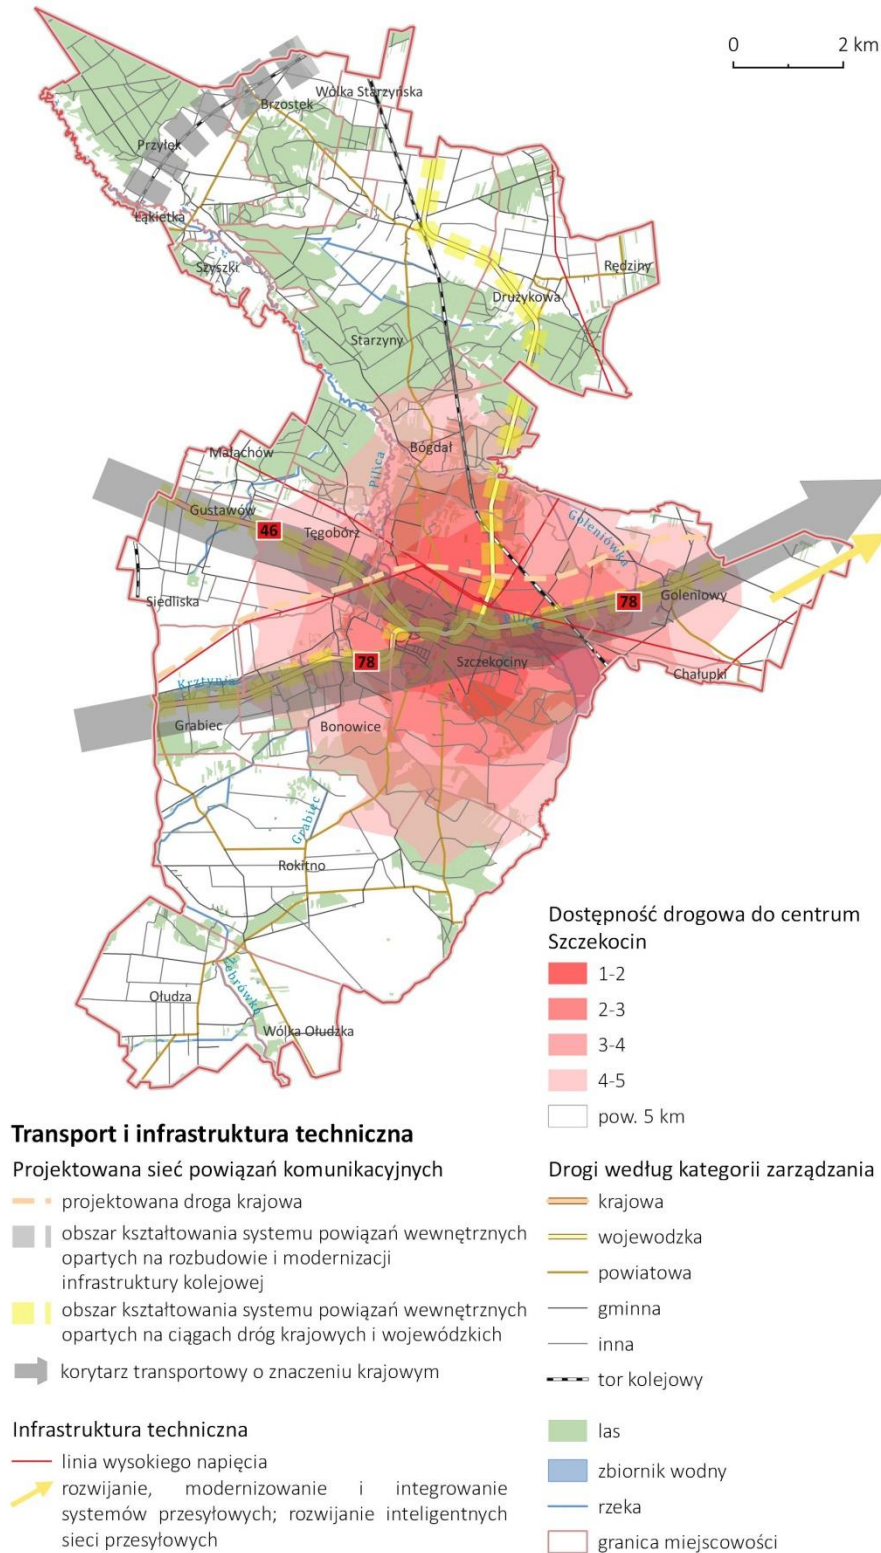 0 2 km
Wólka Starzyńska
Brzostek
Przyłęk
Łąkietka
Szyszki
Rędziny
Drużykowa
Starzyny
Bógdał
Małachów
Pilica
Gustawów
46
Tęgobórz
Goleniówka
Siedliska
78
Goleniowy
Pilica
78
Szczekociny
Chałupki
Krztynia
Grabiec
Bonowice
Grabiec
Rokitno
Żebrówka
Ołudza
Wólka Ołudzka
Dostępność drogowa do centrum
Szczekocin
1-2
2-3
3-4
4-5
pow. 5 km
Transport i infrastruktura techniczna
Projektowana sieć powiązań komunikacyjnych
projektowana droga krajowa
obszar kształtowania systemu powiązań wewnętrznych
opartych na rozbudowie i modernizacji
infrastruktury kolejowej
obszar kształtowania systemu powiązań wewnętrznych
opartych na ciągach dróg krajowych i wojewódzkich
korytarz transportowy o znaczeniu krajowym
Infrastruktura techniczna
linia wysokiego napięcia
rozwijanie, modernizowanie i integrowanie
systemów przesyłowych; rozwijanie inteligentnych
sieci przesyłowych
Drogi według kategorii zarządzania
krajowa
wojewodzka
powiatowa
gminna
inna
tor kolejowy
las
zbiornik wodny
rzeka
granica miejscowości